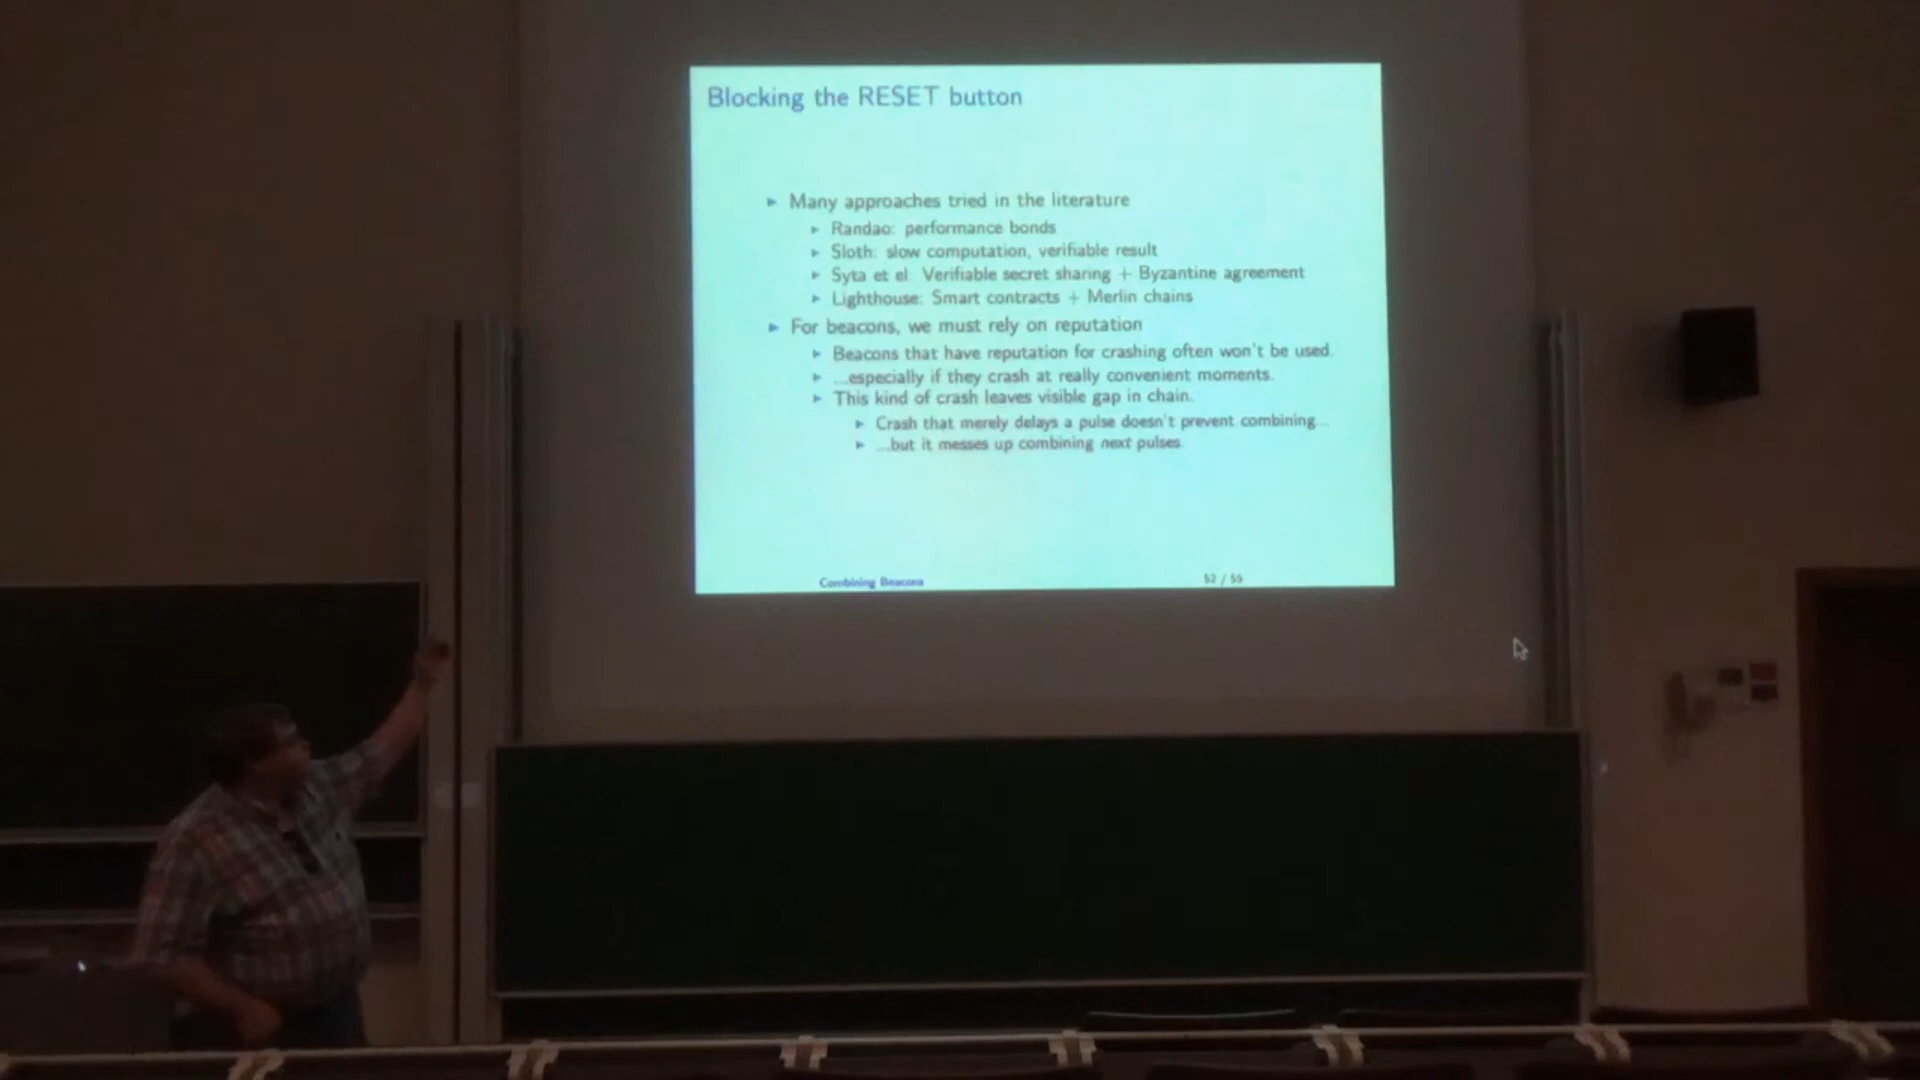 Blocking the RESET button
Many approaches tried in the literature
Randao: performance bonds
Sloth: slow computation, verifiable result
Syta et el: Verifiable secret sharing + Byzantine agreement
Lighthouse: Smart contracts + Merlin chains
For beacons, we must rely on reputation
Beacons that have reputation for crashing often won't be used.
...especially if they crash at really convenient moments.
This kind of crash leaves visible gap in chain.
Crash that merely delays a pulse doesn't prevent combining...
...but it messes up combining next pulses.
Combining Beacons
52 / 55